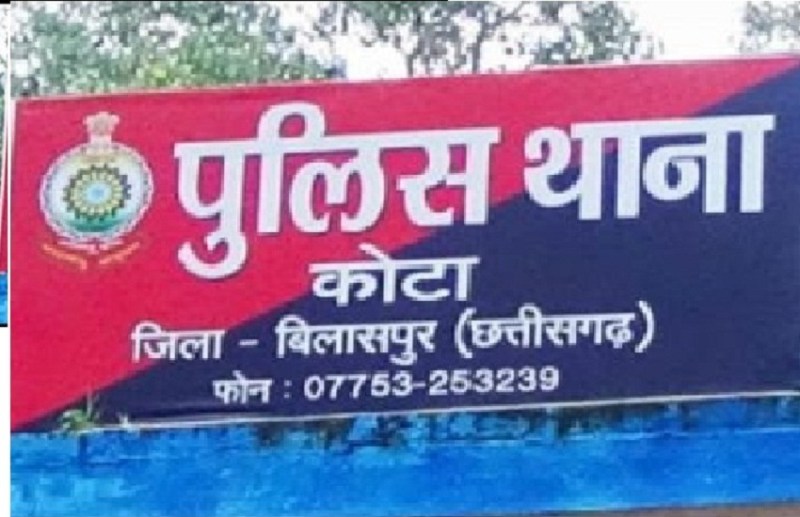 पुलिस थाना
कोटा
जिला - बिलासपुर (छत्तीसगढ़)
फोन : 07753-253239